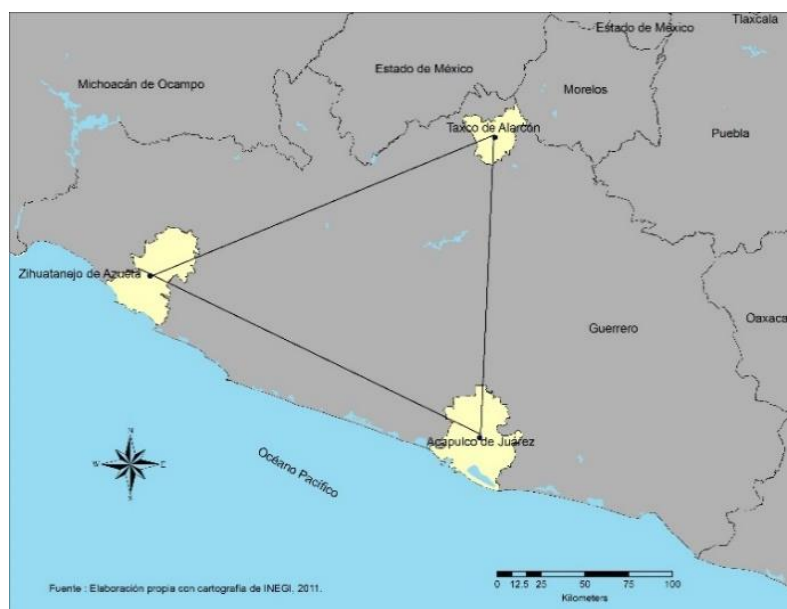 Tlaxcala
Estado de México
Estado de México
Michoacán de Ocampo
Morelos
Taxco de Alarcón
Puebla
Zihuatanejo de Azueta
Oaxaca
Guerrero
Acapulco de Juárez
Océano Pacífico
N
W E
S
0 12.5 25 50 75 100
Kilometers
Fuente : Elaboración propia con cartografía de INEGI, 2011.